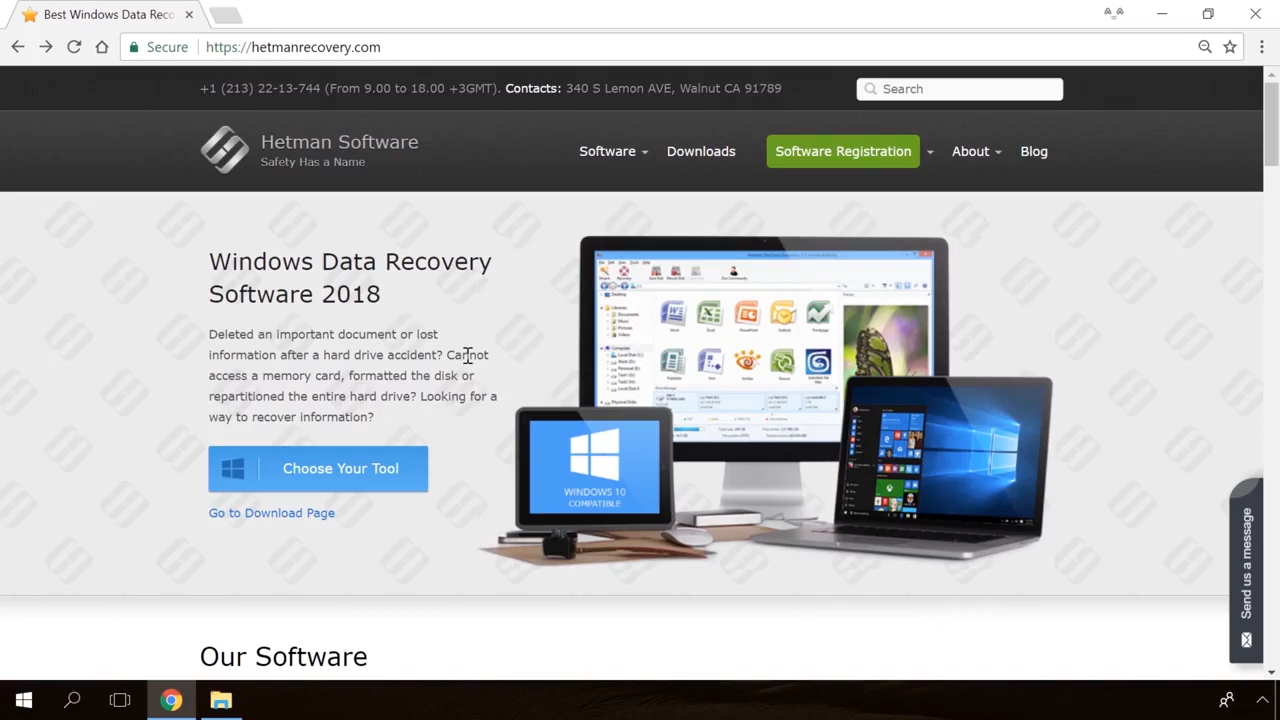 Best Windows Data Reco
Secure https://hetmanrecovery.com
+1 (213) 22-13-744 (From 9.00 to 18.00 +3GMT). Contacts: 340 S Lemon AVE, Walnut CA 91789
Search
Hetman Software
Safety Has a Name
Software
Downloads
Software Registration
About
Blog
Windows Data Recovery
Software 2018
Deleted an important document or lost
information after a hard drive accident? Cannot
access a memory card, formatted the disk or
repartitioned the entire hard drive? Looking for a
way to recover information?
Choose Your Tool
Go to Download Page
WINDOWS 10
COMPATIBLE
Send us a message
Our Software